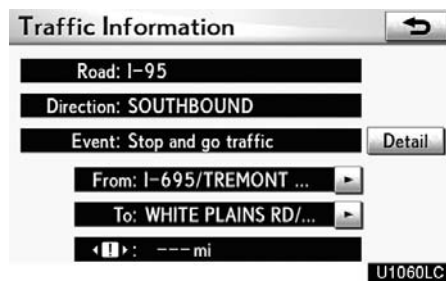 Traffic Information
Road: I-95
Direction: SOUTHBOUND
Event: Stop and go traffic
Detail
From: I-695/TREMONT ...
To: WHITE PLAINS RD/...
!: ---mi
U1060LC